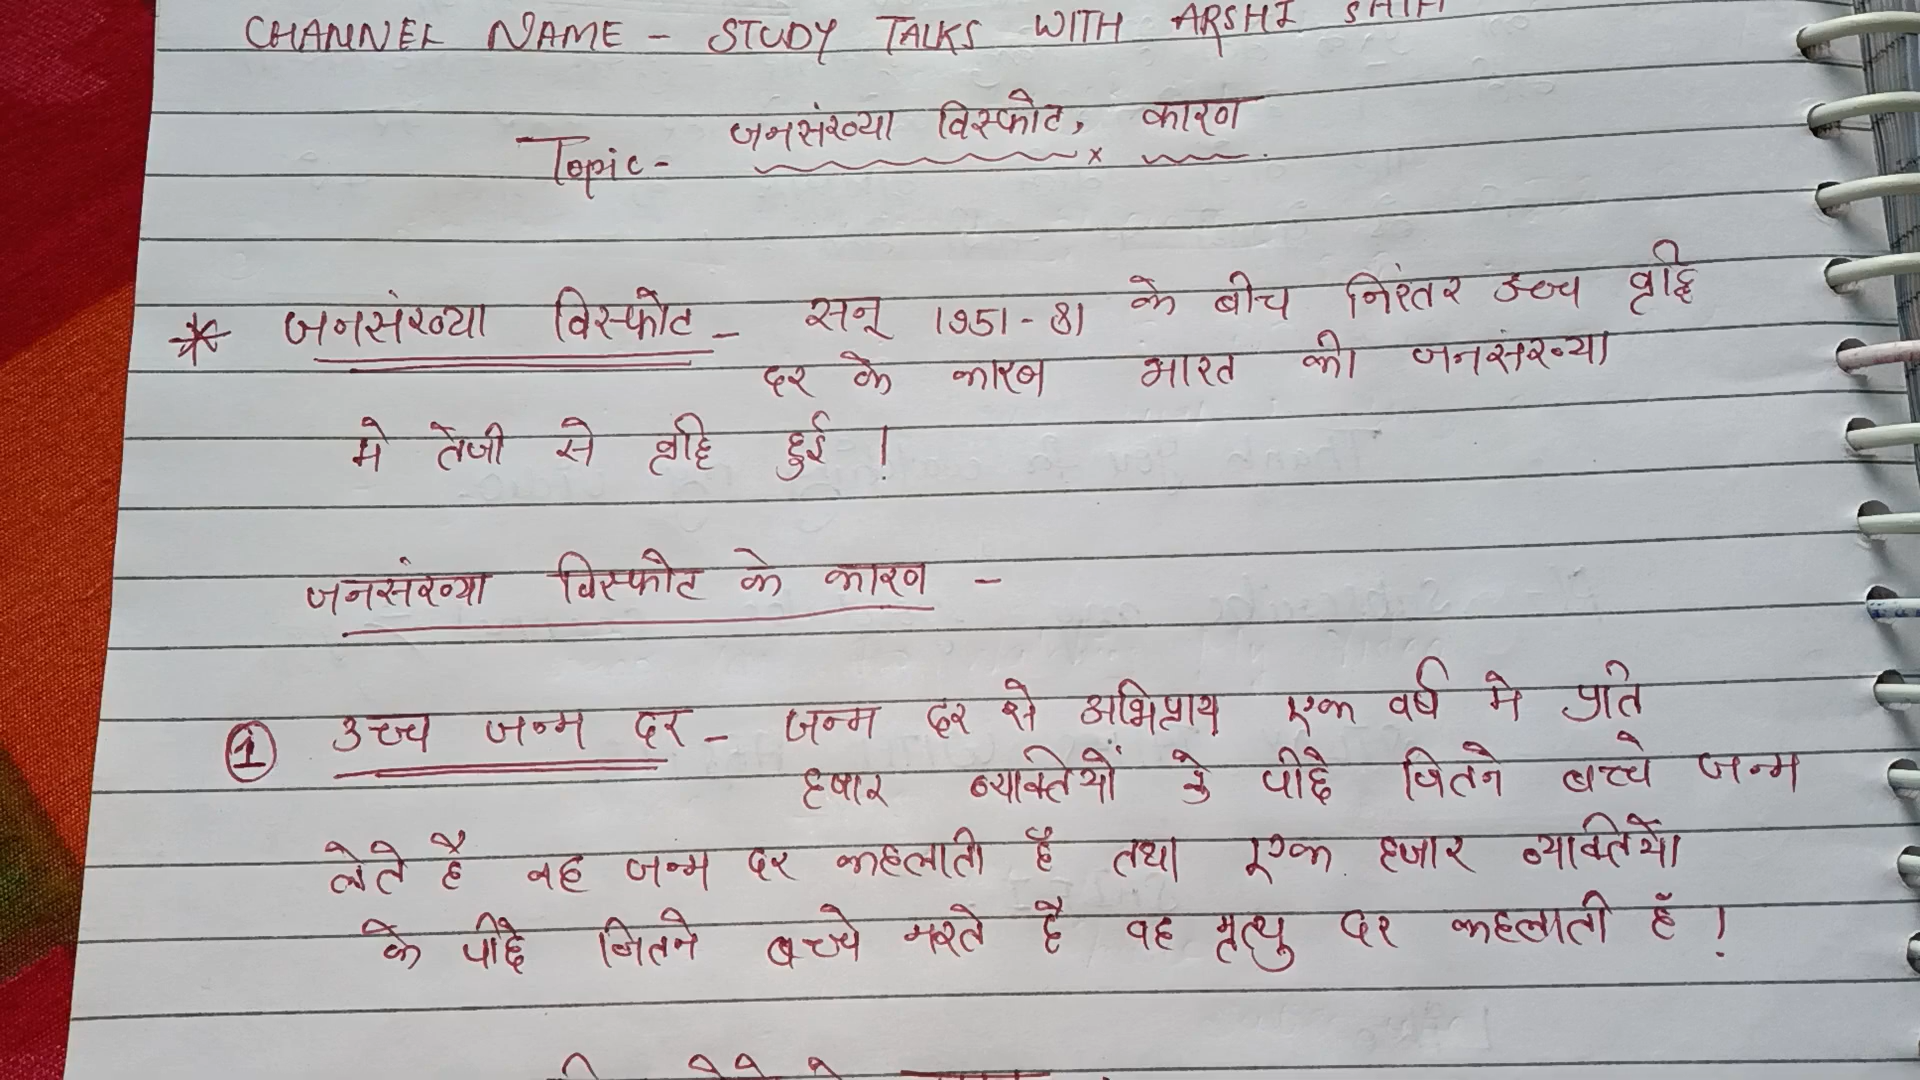 CHANNEL NAME - STUDY TALKS WITH ARSHI
Topic- जनसंख्या विस्फोट, कारण
* जनसंख्या विस्फोट - सन् 1951-81 के बीच निरंतर उच्च वृद्धि
दर के कारण भारत की जनसंख्या
मे तेजी से वृद्धि हुई !
जनसंख्या विस्फोट के कारण -
① उच्च जन्म दर - जन्म दर से अभिप्राय एक वर्ष मे प्रति
हजार व्यक्तियों के पीछे जितने बच्चे जन्म
लेते है वह जन्म दर कहलाती है तथा एक हजार व्यक्तियो
के पीछे जितने बच्चे मरते है वह मृत्यु दर कहलाती हैं !